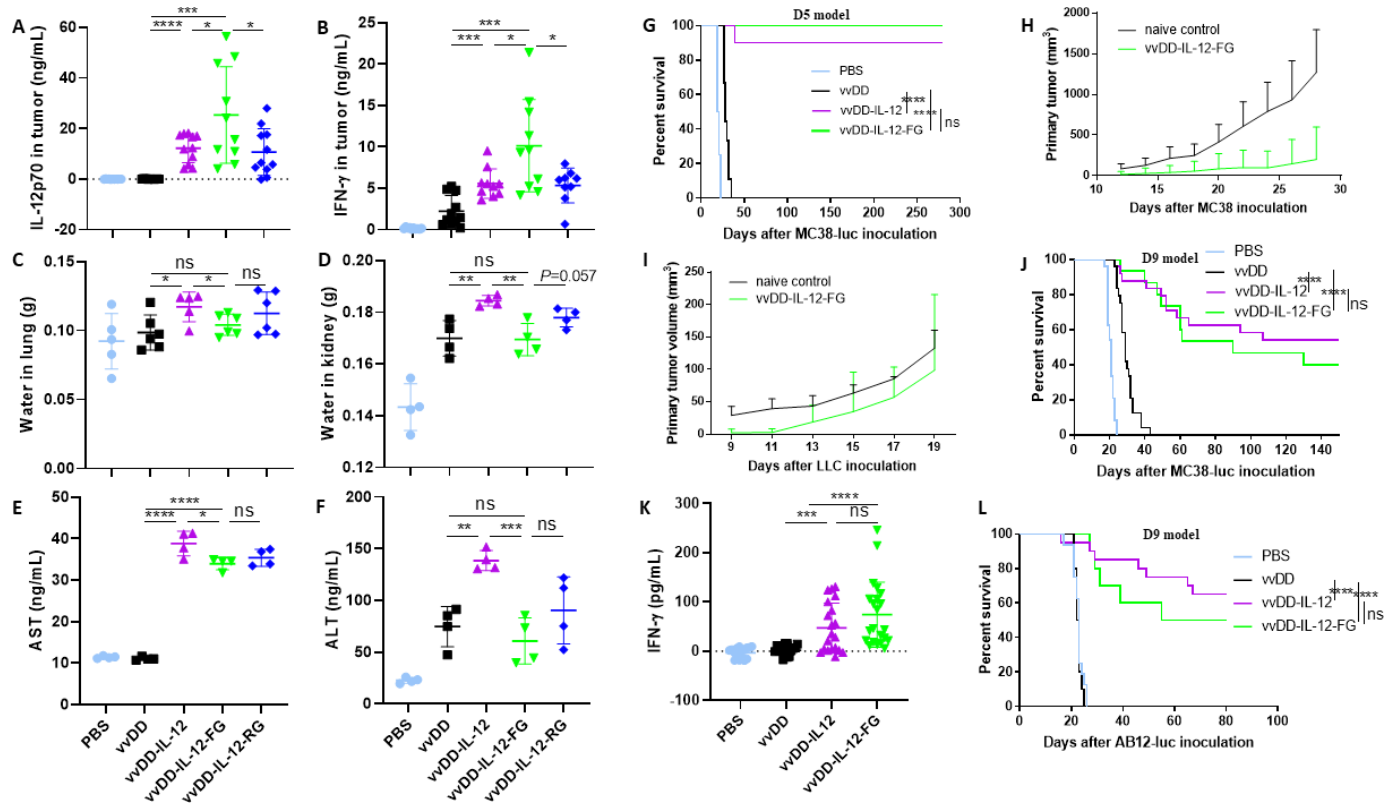 A
IL-12p70 in tumor (ng/mL)
60
40
20
0
-20
***
**** * *
B
IFN-γ in tumor (ng/mL)
25
20
15
10
5
0
***
*** * *
G
D5 model
Percent survival
100
80
60
40
20
0
PBS
vvDD
vvDD-IL-12
vvDD-IL-12-FG
****
****
ns
0 50 100 150 200 250 300
Days after MC38-luc inoculation
H
Primary tumor (mm3)
2000
1500
1000
500
0
naive control
vvDD-IL-12-FG
10 20 30
Days after MC38 inoculation
C
Water in lung (g)
0.15
0.10
0.05
0.00
ns
* * ns
D
Water in kidney (g)
0.20
0.18
0.16
0.14
0.12
ns
** ** P=0.057
I
Primary tumor volume (mm3)
250
200
150
100
50
0
naive control
vvDD-IL-12-FG
9 11 13 15 17 19
Days after LLC inoculation
J
D9 model
Percent survival
100
80
60
40
20
0
PBS
vvDD
vvDD-IL-12
vvDD-IL-12-FG
****
****
ns
0 20 40 60 80 100 120 140
Days after MC38-luc inoculation
E
AST (ng/mL)
50
40
30
20
10
0
****
**** * ns
PBS
vvDD
vvDD-IL-12
vvDD-IL-12-FG
vvDD-IL-12-RG
F
ALT (ng/mL)
200
150
100
50
0
ns
** *** ns
PBS
vvDD
vvDD-IL-12
vvDD-IL-12-FG
vvDD-IL-12-RG
K
IFN-γ (pg/mL)
300
200
100
0
-100
****
*** ns
PBS
vvDD
vvDD-IL12
vvDD-IL-12-FG
L
D9 model
Percent survival
100
80
60
40
20
0
PBS
vvDD
vvDD-IL-12
vvDD-IL-12-FG
****
****
ns
0 20 40 60 80 100
Days after AB12-luc inoculation